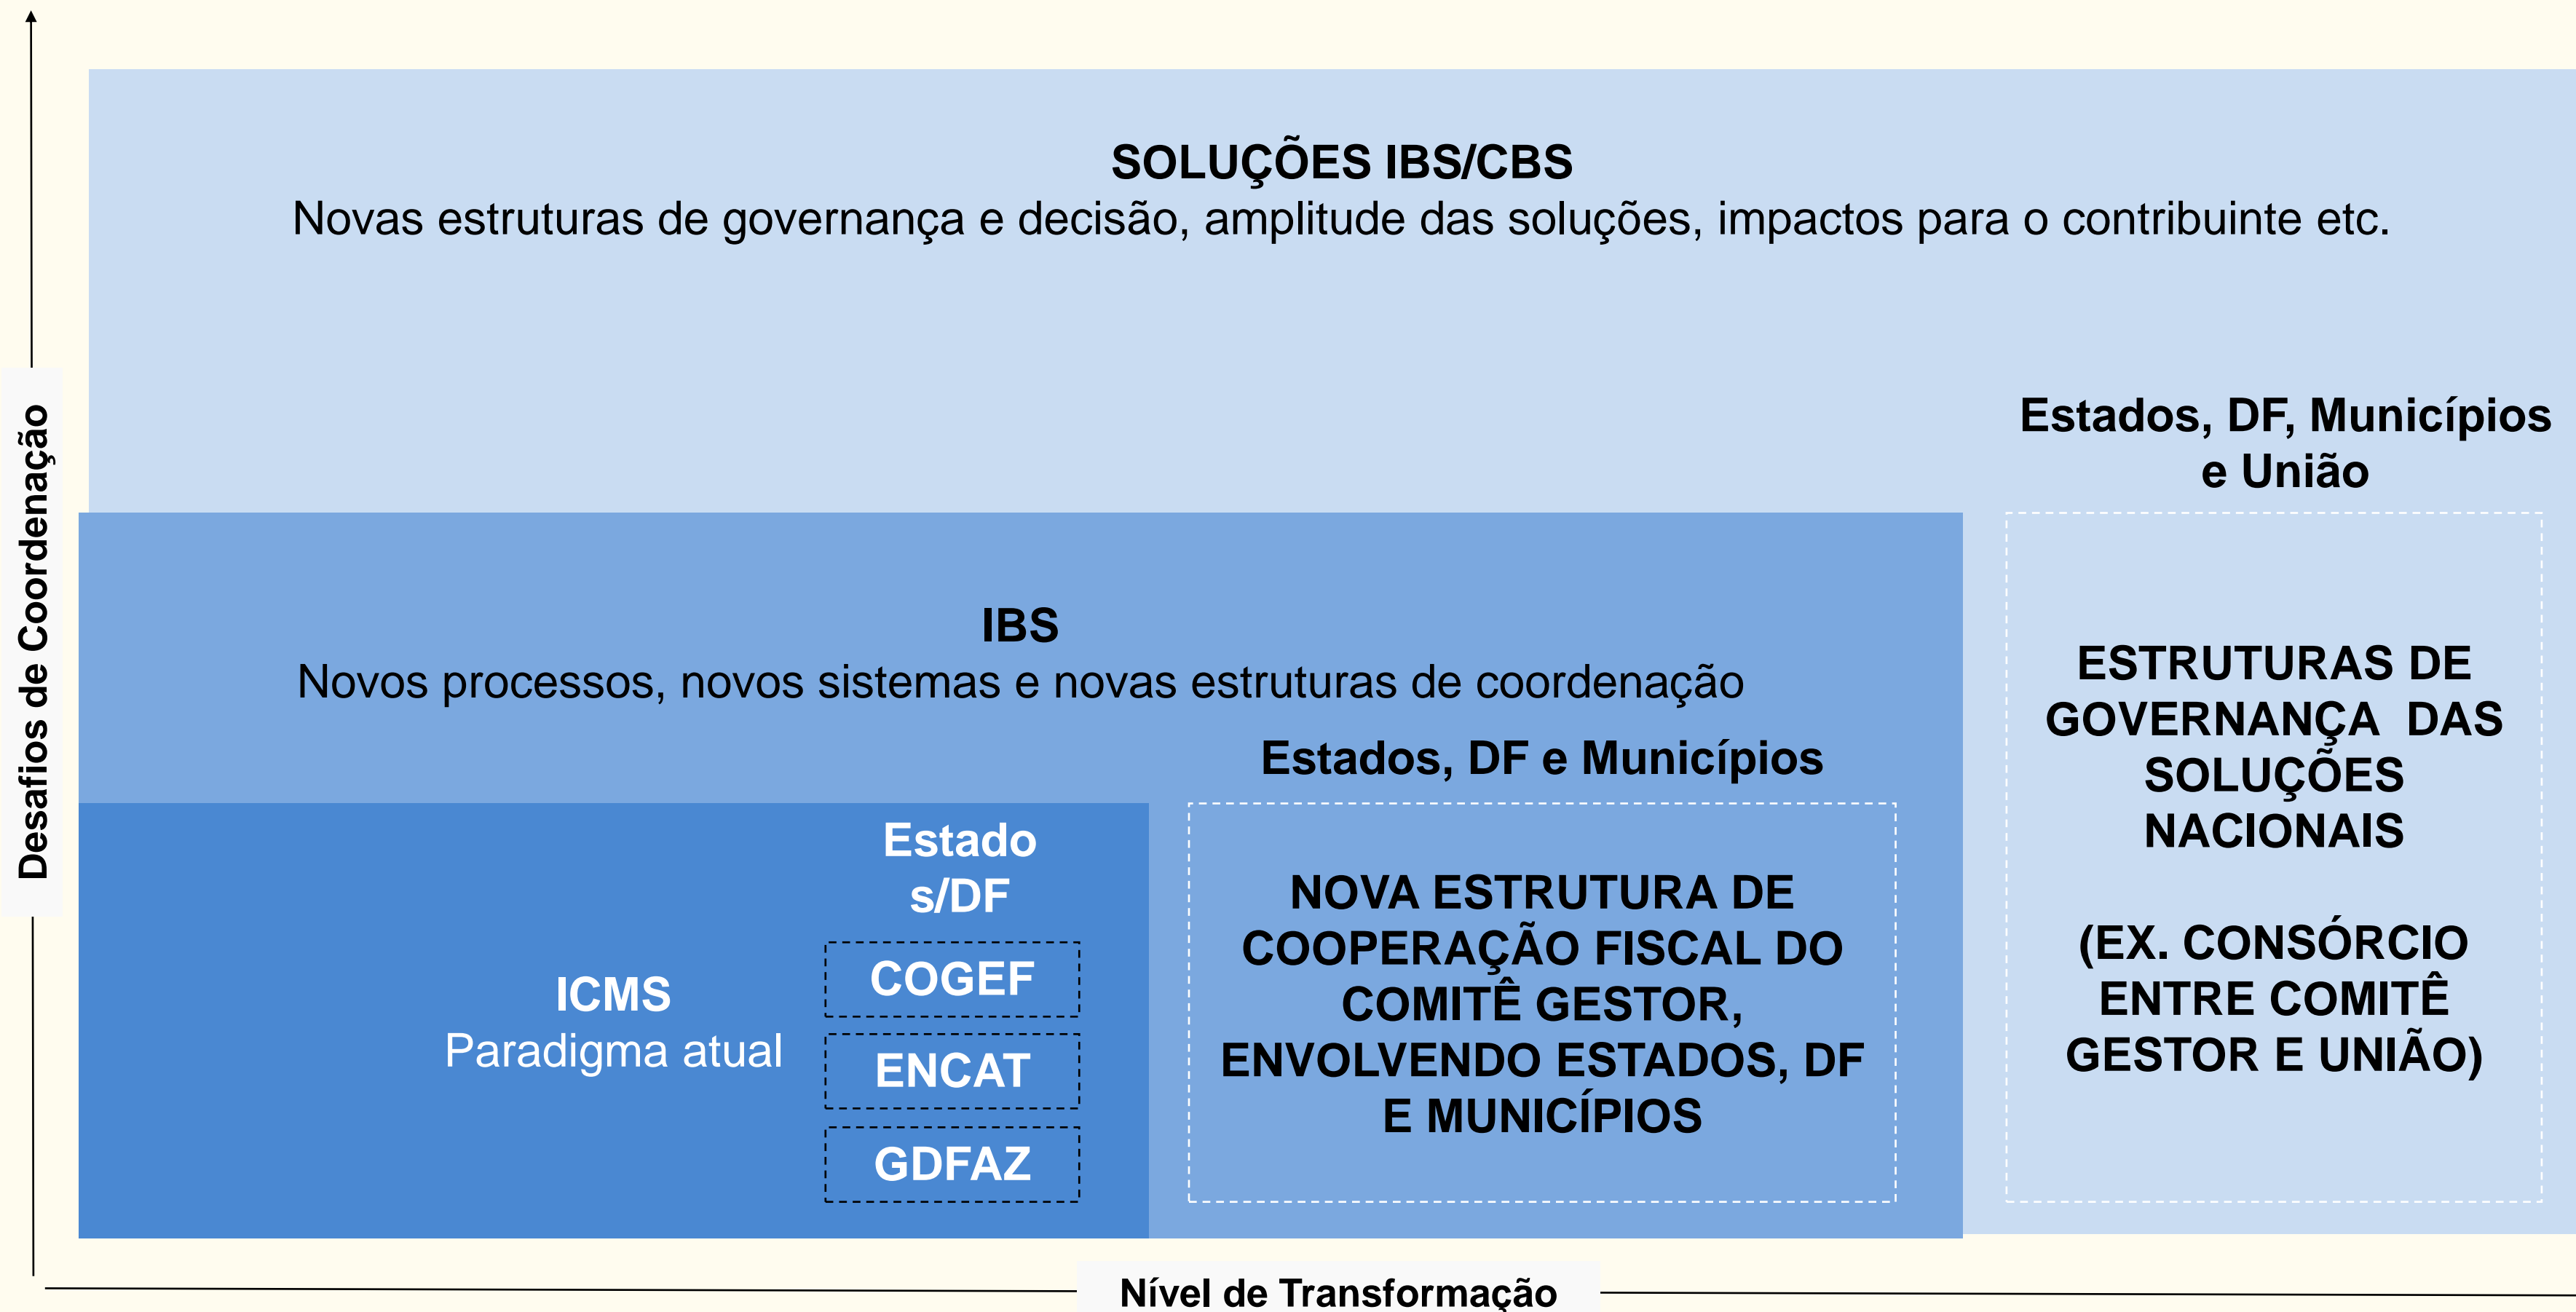 SOLUÇÕES IBS/CBS
Novas estruturas de governança e decisão, amplitude das soluções, impactos para o contribuinte etc.
Desafios de Coordenação
Estados, DF, Municípios
e União
ESTRUTURAS DE
GOVERNANÇA  DAS
SOLUÇÕES
NACIONAIS
(EX. CONSÓRCIO
ENTRE COMITÊ
GESTOR E UNIÃO)
IBS
Novos processos, novos sistemas e novas estruturas de coordenação
Estados, DF e Municípios
NOVA ESTRUTURA DE
COOPERAÇÃO FISCAL DO
COMITÊ GESTOR,
ENVOLVENDO ESTADOS, DF
E MUNICÍPIOS
ICMS
Paradigma atual
Estado
s/DF
COGEF
ENCAT
GDFAZ
Nível de Transformação